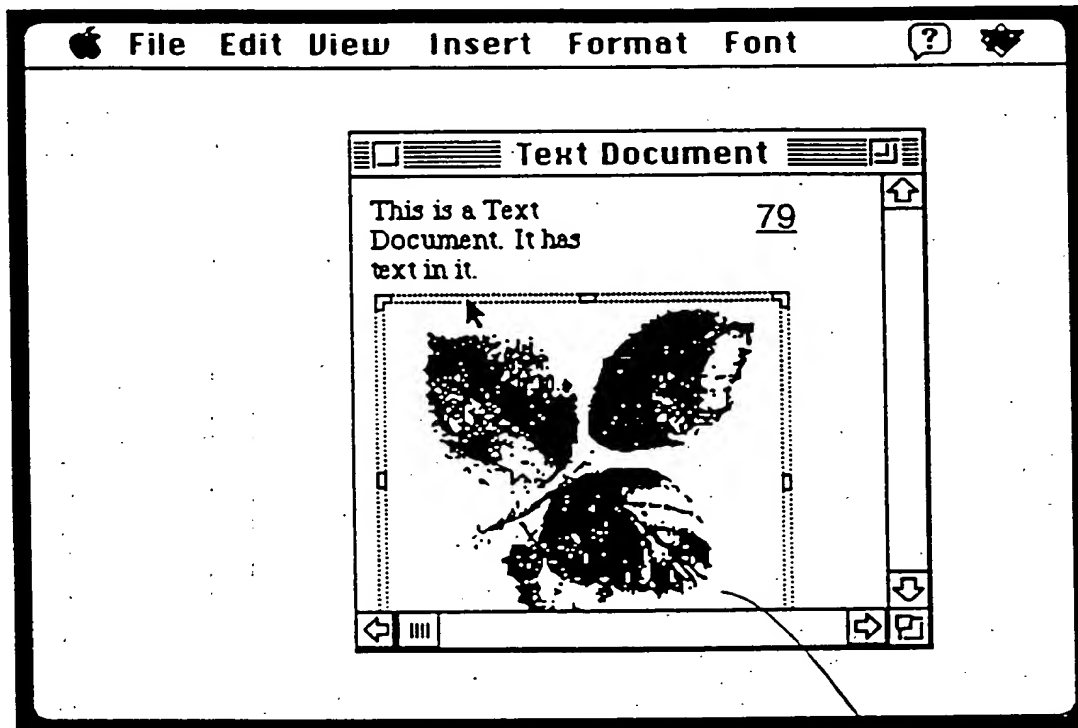 File Edit View Insert Format Font ?
Text Document
This is a Text 79
Document. It has
text in it.